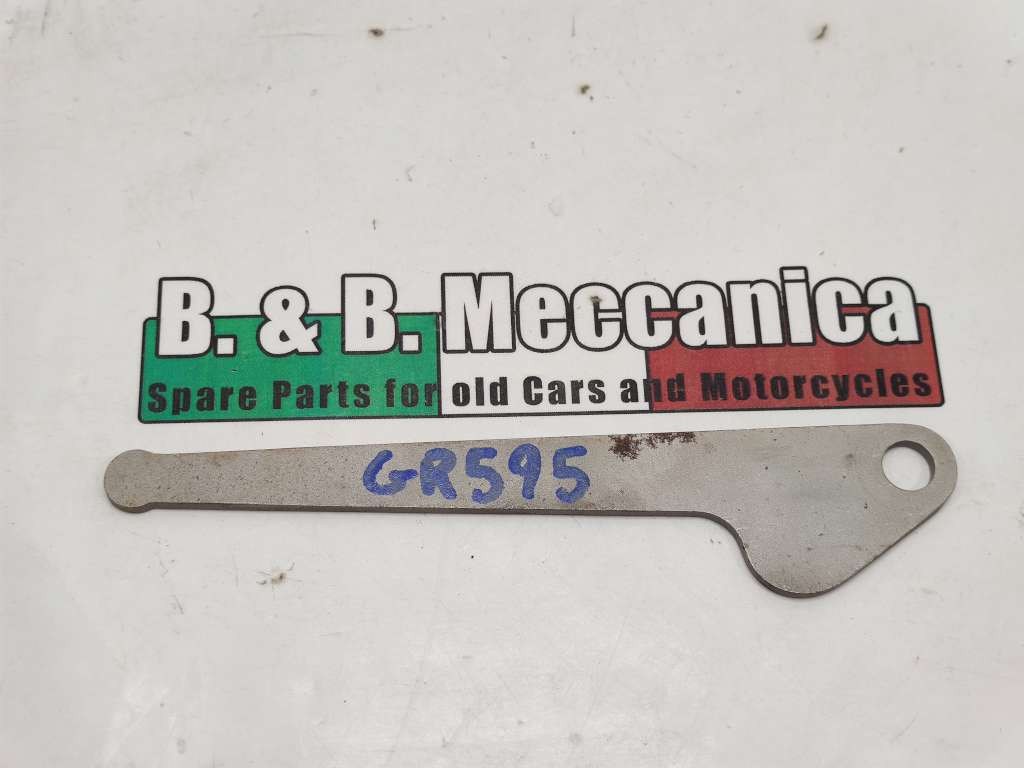 B. & B. Meccanica
Spare Parts for old Cars and Motorcycles
GR595